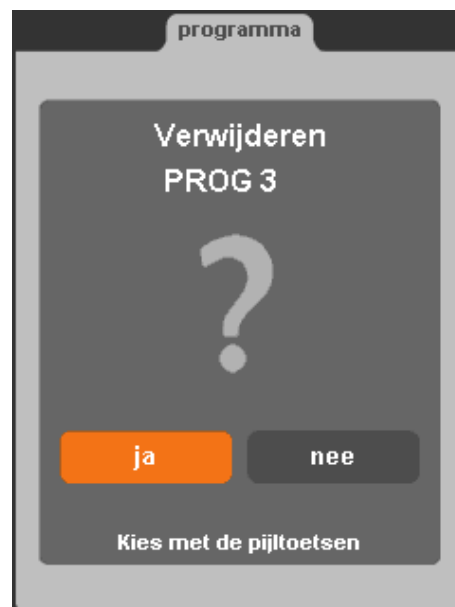 programma
Verwijderen
PROG 3
?
ja nee
Kies met de pijltoetsen